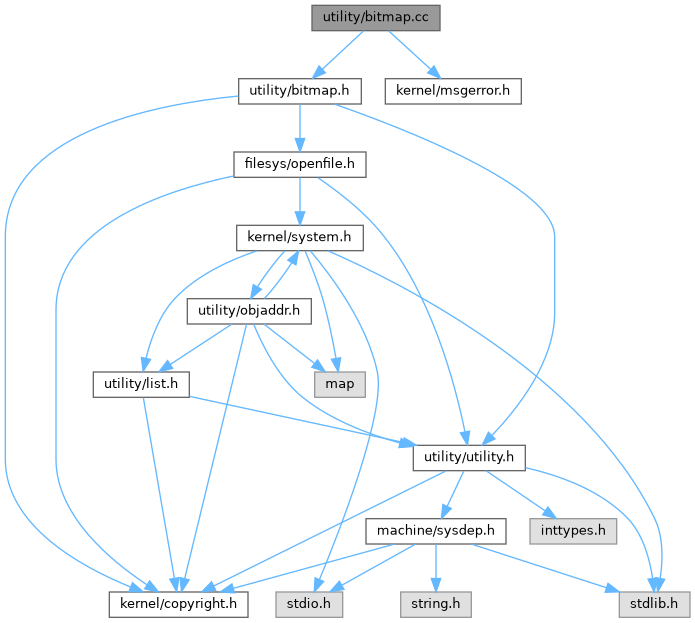 utility/bitmap.cc
utility/bitmap.h
kernel/msgerror.h
filesys/openfile.h
kernel/system.h
utility/objaddr.h
utility/list.h
map
utility/utility.h
machine/sysdep.h
inttypes.h
kernel/copyright.h
stdio.h
string.h
stdlib.h